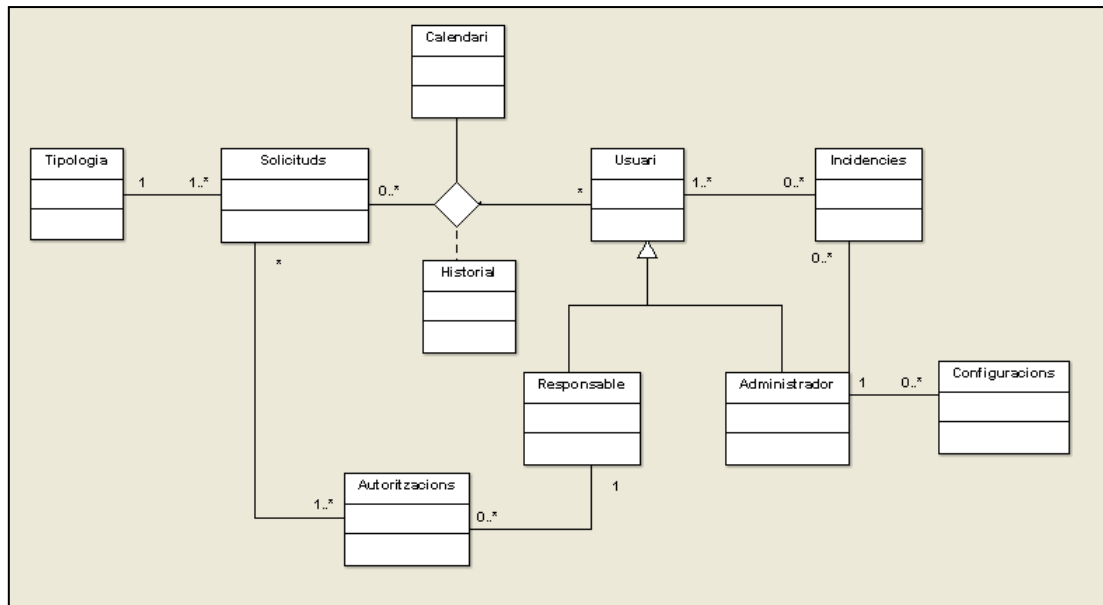 Calendari
Tipologia
Solicituds
Usuari
Incidencies
1
1..*
0..*
*
1..*
0..*
*
0..*
Historial
Responsable
Administrador
1
0..*
Configuracions
Autoritzacions
1..*
0..*
1